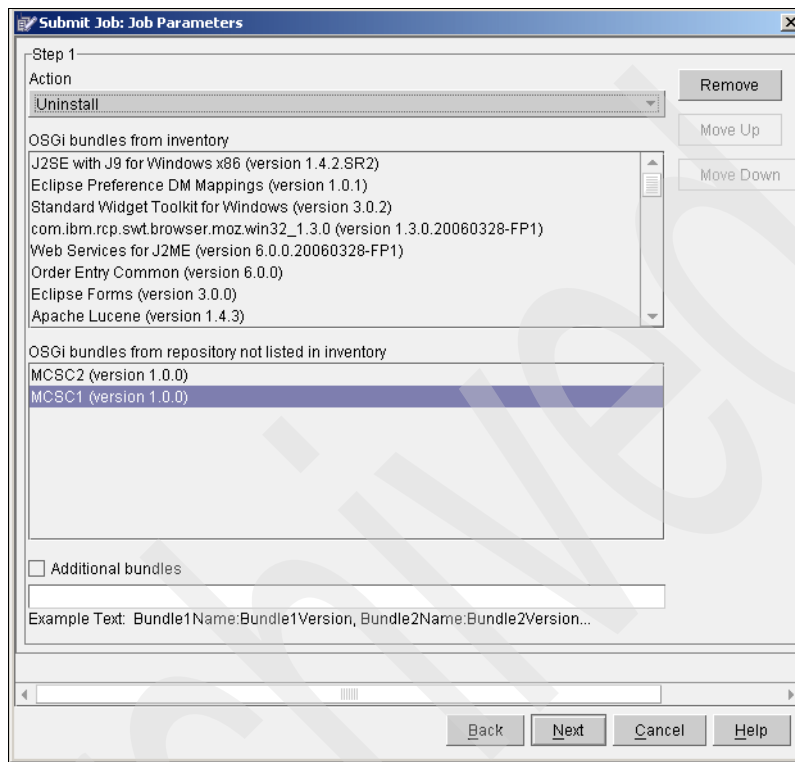 Submit Job: Job Parameters
Step 1
Action
Uninstall
Remove
Move Up
Move Down
OSGi bundles from inventory
J2SE with J9 for Windows x86 (version 1.4.2.SR2)
Eclipse Preference DM Mappings (version 1.0.1)
Standard Widget Toolkit for Windows (version 3.0.2)
com.ibm.rcp.swt.browser.moz.win32_1.3.0 (version 1.3.0.20060328-FP1)
Web Services for J2ME (version 6.0.0.20060328-FP1)
Order Entry Common (version 6.0.0)
Eclipse Forms (version 3.0.0)
Apache Lucene (version 1.4.3)
OSGi bundles from repository not listed in inventory
MCSC2 (version 1.0.0)
MCSC1 (version 1.0.0)
Additional bundles
Example Text: Bundle1Name:Bundle1Version, Bundle2Name:Bundle2Version...
Back Next Cancel Help